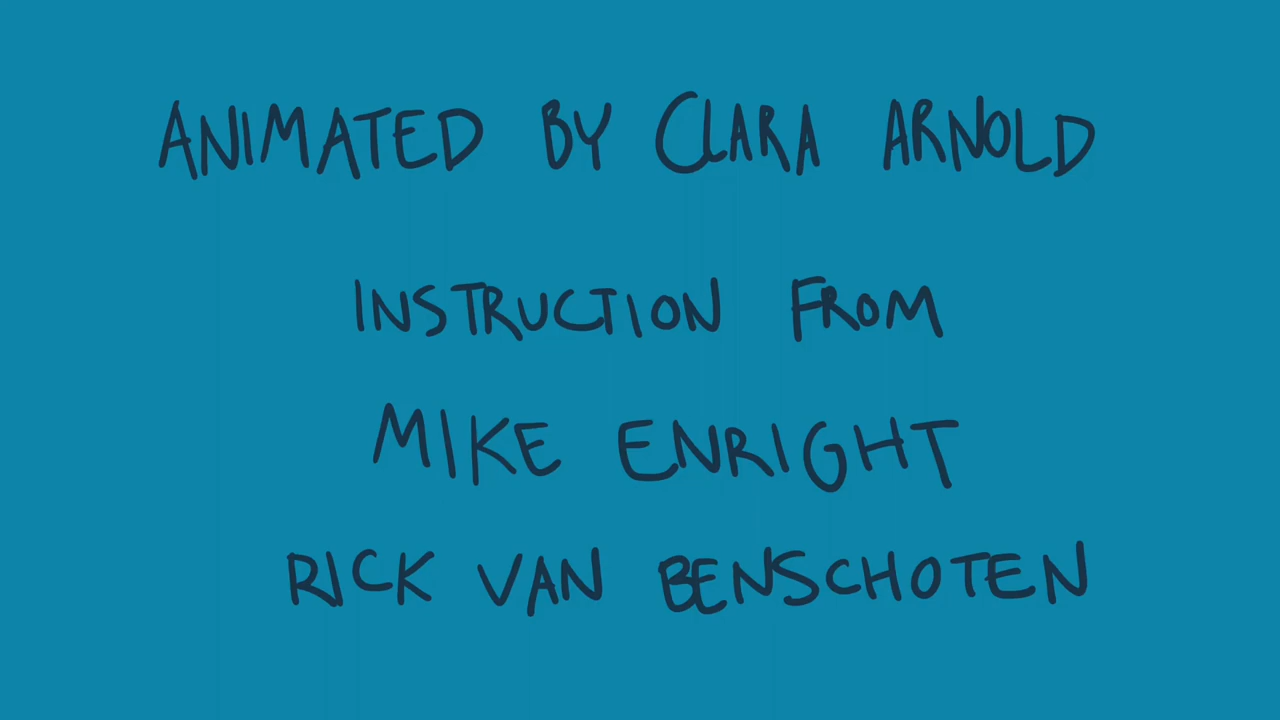 ANIMATED BY CLARA ARNOLD
INSTRUCTION FROM
MIKE ENRIGHT
RICK VAN BENSCHOTEN